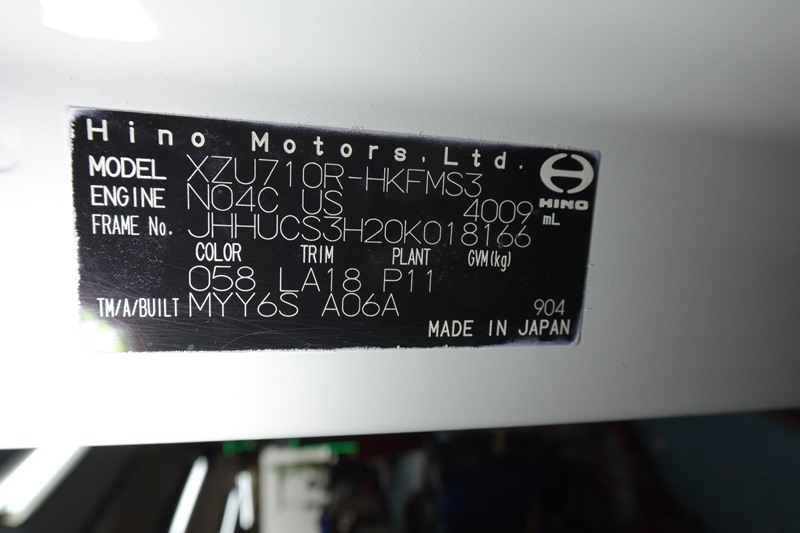 Hino Motors,Ltd.
MODEL XZU710R-HKFMS3
ENGINE N04C US 4009 mL
HINO
FRAME No. JHHUCS3H20K018166
COLOR TRIM PLANT GVM(kg)
058 LA18 P11
TM/A/BUILT MYY6S A06A 904
MADE IN JAPAN